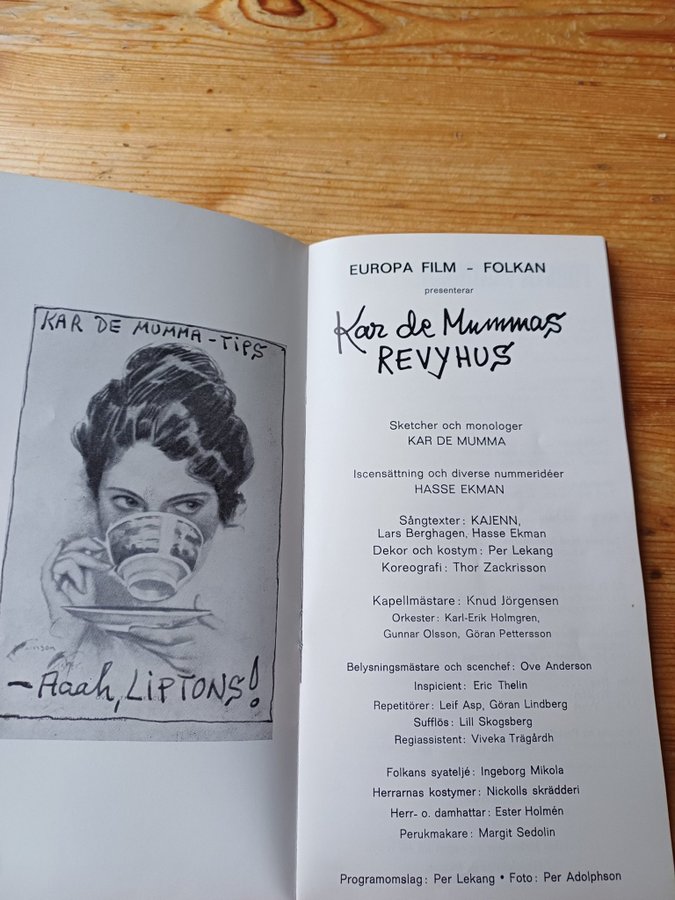 KAR DE MUMMA-TIPS
-Aaah, LIPTONS!
EUROPA FILM - FOLKAN
presenterar
Kar de Mummas
REVYHUS
Sketcher och monologer
KAR DE MUMMA
Iscensättning och diverse nummeridéer
HASSE EKMAN
Sångtexter: KAJENN,
Lars Berghagen, Hasse Ekman
Dekor och kostym: Per Lekang
Koreografi: Thor Zackrisson
Kapellmästare: Knud Jörgensen
Orkester: Karl-Erik Holmgren,
Gunnar Olsson, Göran Pettersson
Belysningsmästare och scenchef: Ove Anderson
Inspicient: Eric Thelin
Repetitörer: Leif Asp, Göran Lindberg
Sufflös: Lill Skogsberg
Regiassistent: Viveka Trägårdh
Folkans syateljé: Ingeborg Mikola
Herrarnas kostymer: Nickolls skrädderi
Herr- o. damhattar: Ester Holmén
Perukmakare: Margit Sedolin
Programomslag: Per Lekang • Foto: Per Adolphson